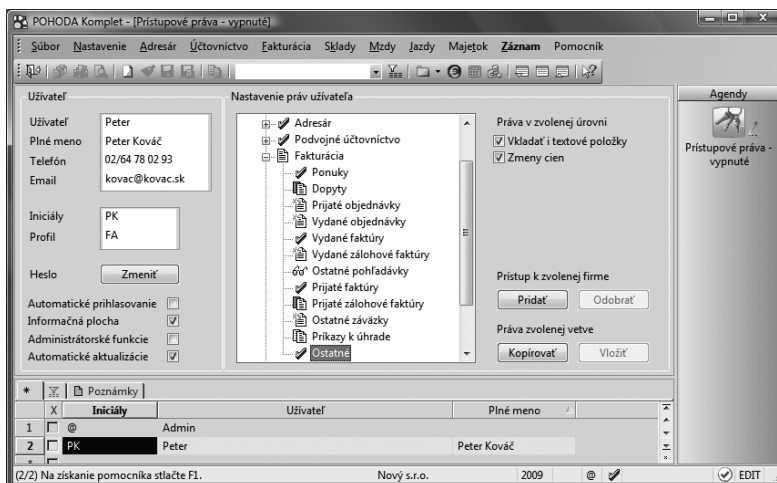 POHODA Komplet - [Prístupové práva - vypnuté]
Súbor Nastavenie Adresár Účtovníctvo Fakturácia Sklady Mzdy Jazdy Majetok Záznam Pomocník
Užívateľ
Užívateľ Peter
Plné meno Peter Kováč
Telefón 02/64 78 02 93
Email kovac@kovac.sk
Iniciály PK
Profil FA
Heslo Zmeniť
Automatické prihlasovanie
Informačná plocha
Administrátorské funkcie
Automatické aktualizácie
Nastavenie práv užívateľa
Adresár
Podvojné účtovníctvo
Fakturácia
Ponuky
Dopyty
Prijaté objednávky
Vydané objednávky
Vydané faktúry
Vydané zálohové faktúry
Ostatné pohľadávky
Prijaté faktúry
Prijaté zálohové faktúry
Ostatné záväzky
Príkazy k úhrade
Ostatné
Práva v zvolenej úrovni
Vkladať i textové položky
Zmeny cien
Prístup k zvolenej firme
Pridať Odobrať
Práva zvolenej vetve
Kopírovať Vložiť
Agendy
Prístupové práva -
vypnuté
* Poznámky
X Iniciály Užívateľ Plné meno
1 @ Admin
2 PK Peter Peter Kováč
*
(2/2) Na získanie pomocníka stlačte F1. Nový s.r.o. 2009 @ EDIT